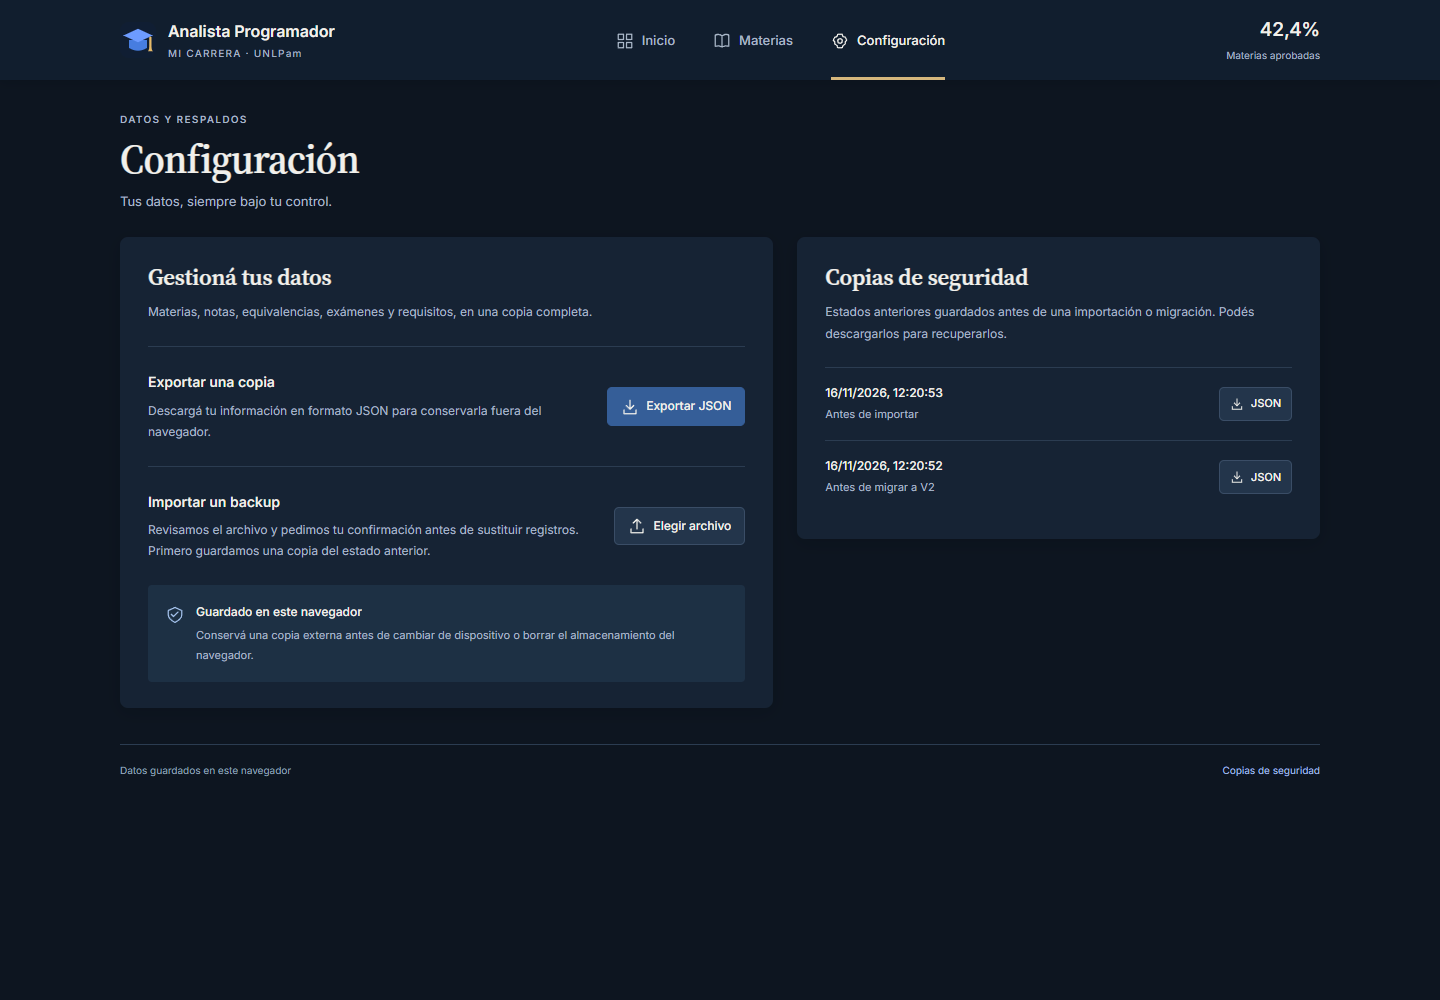 Analista Programador
MI CARRERA · UNLPam
Inicio
Materias
Configuración
42,4%
Materias aprobadas
DATOS Y RESPALDOS
Configuración
Tus datos, siempre bajo tu control.
Gestioná tus datos
Materias, notas, equivalencias, exámenes y requisitos, en una copia completa.
Exportar una copia
Descargá tu información en formato JSON para conservarla fuera del
navegador.
Exportar JSON
Importar un backup
Revisamos el archivo y pedimos tu confirmación antes de sustituir registros.
Primero guardamos una copia del estado anterior.
Elegir archivo
Guardado en este navegador
Conservá una copia externa antes de cambiar de dispositivo o borrar el almacenamiento del
navegador.
Copias de seguridad
Estados anteriores guardados antes de una importación o migración. Podés
descargarlos para recuperarlos.
16/11/2026, 12:20:53
Antes de importar
JSON
16/11/2026, 12:20:52
Antes de migrar a V2
JSON
Datos guardados en este navegador
Copias de seguridad